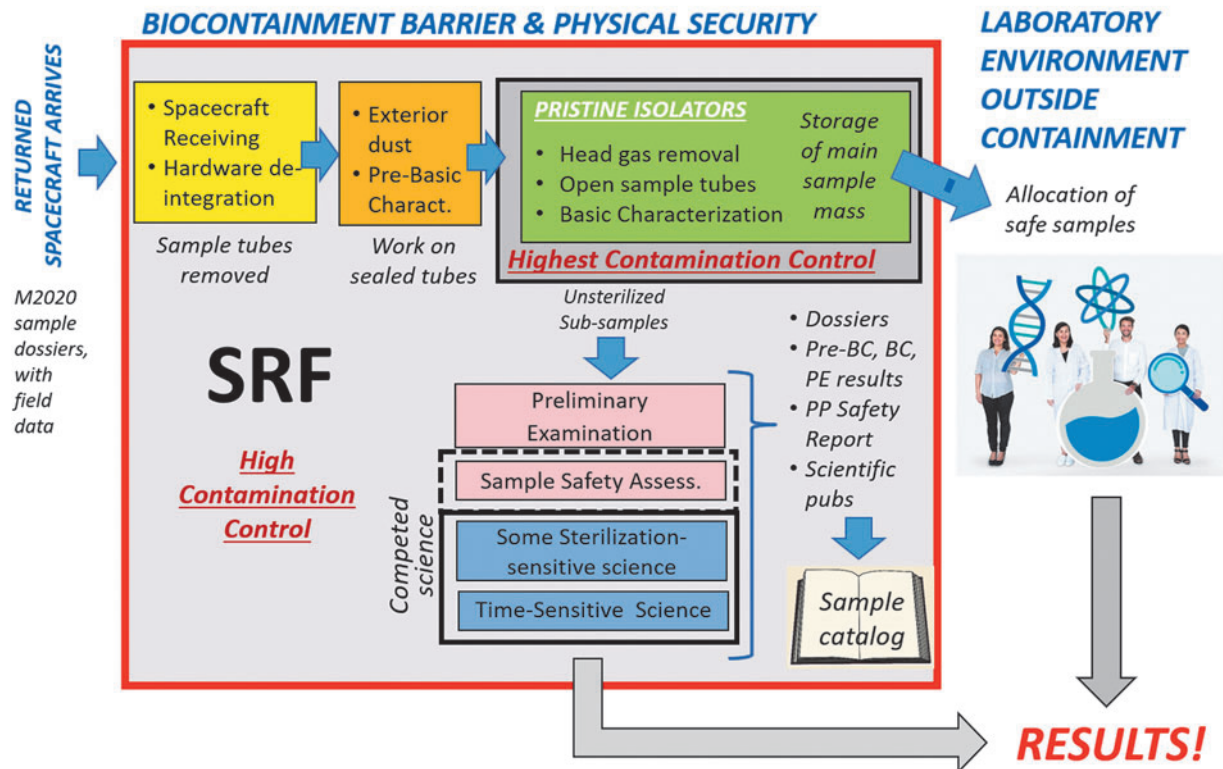 BIOCONTAINMENT BARRIER & PHYSICAL SECURITY
RETURNED
SPACECRAFT ARRIVES
M2020
sample
dossiers,
with
field
data
• Spacecraft
Receiving
• Hardware de-
integration
Sample tubes
removed
• Exterior
dust
• Pre-Basic
Charact.
Work on
sealed tubes
PRISTINE ISOLATORS
• Head gas removal
• Open sample tubes
• Basic Characterization
Storage
of main
sample
mass
Highest Contamination Control
Unsterilized
Sub-samples
SRF
High
Contamination
Control
Preliminary
Examination
Sample Safety Assess.
Competed
science
Some Sterilization-
sensitive science
Time-Sensitive Science
• Dossiers
• Pre-BC, BC,
PE results
• PP Safety
Report
• Scientific
pubs
Sample
catalog
LABORATORY
ENVIRONMENT
OUTSIDE
CONTAINMENT
Allocation of
safe samples
RESULTS!